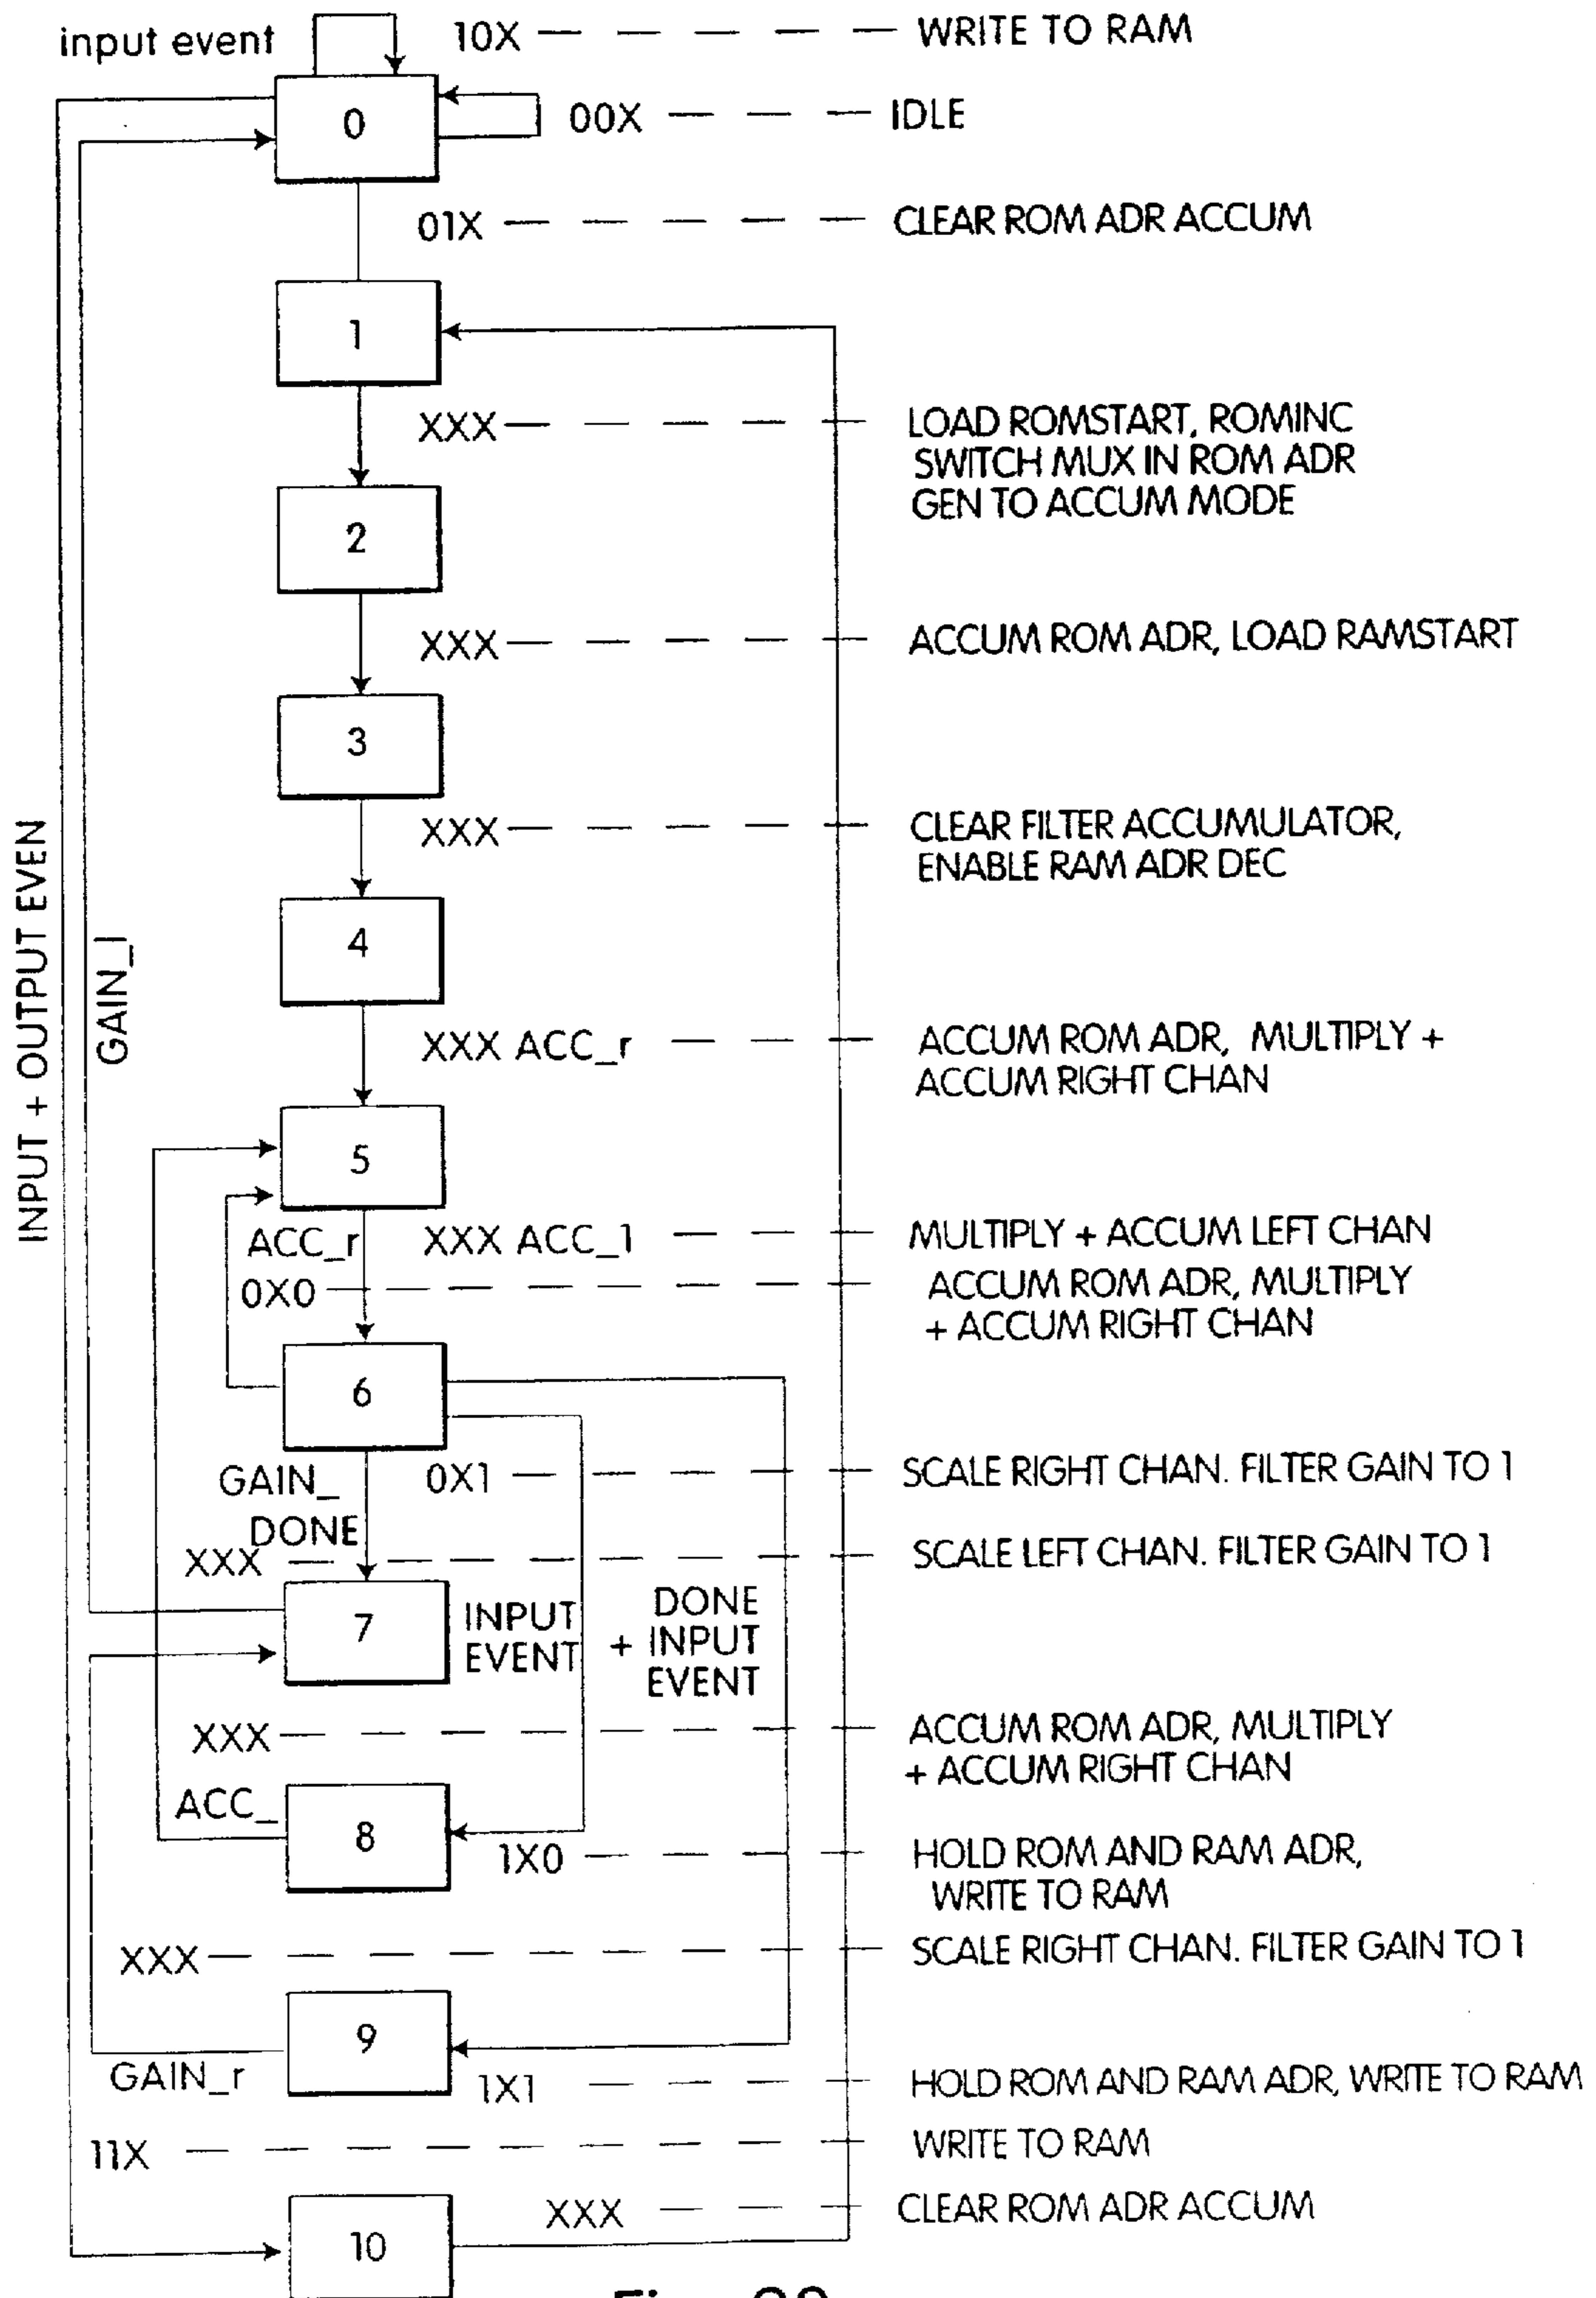 input event 10X WRITE TO RAM
0
00X IDLE
01X CLEAR ROM ADR ACCUM
1
XXX LOAD ROMSTART, ROMINC
SWITCH MUX IN ROM ADR
GEN TO ACCUM MODE
2
XXX ACCUM ROM ADR, LOAD RAMSTART
3
XXX CLEAR FILTER ACCUMULATOR,
ENABLE RAM ADR DEC
INPUT + OUTPUT EVEN
GAIN_l
4
XXX ACC_r ACCUM ROM ADR, MULTIPLY +
ACCUM RIGHT CHAN
5
ACC_r XXX ACC_1 MULTIPLY + ACCUM LEFT CHAN
0X0 ACCUM ROM ADR, MULTIPLY
+ ACCUM RIGHT CHAN
6
GAIN_ 0X1 SCALE RIGHT CHAN. FILTER GAIN TO 1
DONE
XXX SCALE LEFT CHAN. FILTER GAIN TO 1
7
INPUT
EVENT
DONE
+ INPUT
EVENT
XXX ACCUM ROM ADR, MULTIPLY
+ ACCUM RIGHT CHAN
ACC_
8
1X0 HOLD ROM AND RAM ADR,
WRITE TO RAM
XXX SCALE RIGHT CHAN. FILTER GAIN TO 1
9
GAIN_r 1X1 HOLD ROM AND RAM ADR, WRITE TO RAM
11X WRITE TO RAM
XXX CLEAR ROM ADR ACCUM
10